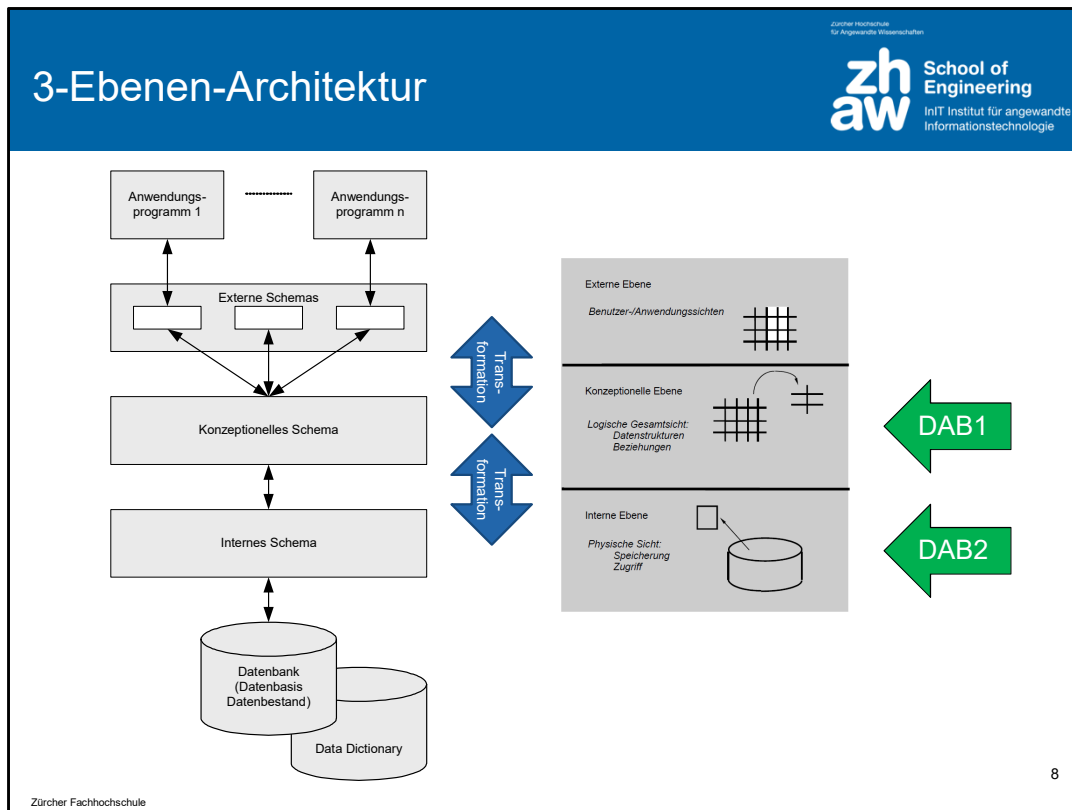 Zürcher Hochschule
für Angewandte Wissenschaften
3-Ebenen-Architektur
zh
aw
School of
Engineering
InIT Institut für angewandte
Informationstechnologie
Anwendungs-
programm 1
Anwendungs-
programm n
Externe Schemas
Konzeptionelles Schema
Internes Schema
Datenbank
(Datenbasis
Datenbestand)
Data Dictionary
Trans-
formation
Trans-
formation
Externe Ebene
Benutzer-/Anwendungssichten
Konzeptionelle Ebene
Logische Gesamtsicht:
Datenstrukturen
Beziehungen
Interne Ebene
Physische Sicht:
Speicherung
Zugriff
DAB1
DAB2
8
Zürcher Fachhochschule